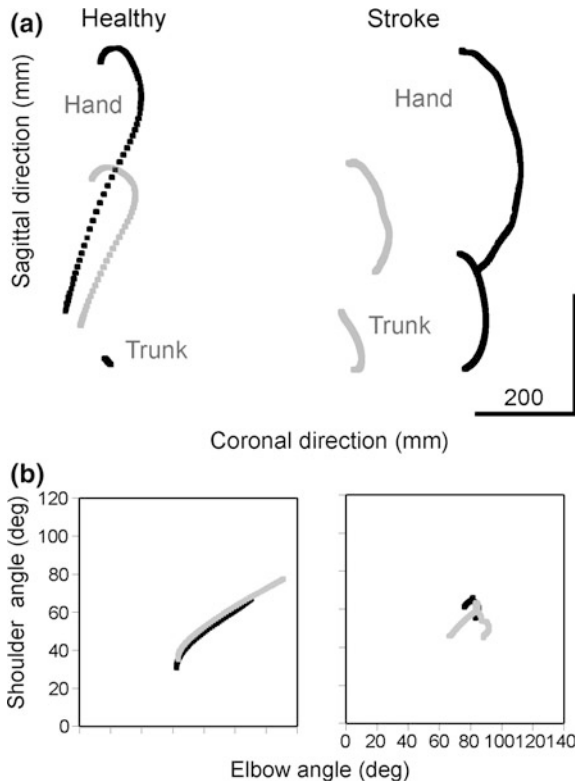 (a)
Healthy
Stroke
Hand
Hand
Trunk
Trunk
Sagittal direction (mm)
200
Coronal direction (mm)
(b)
Shoulder angle (deg)
120
100
80
60
40
20
0
0 20 40 60 80 100120140
Elbow angle (deg)